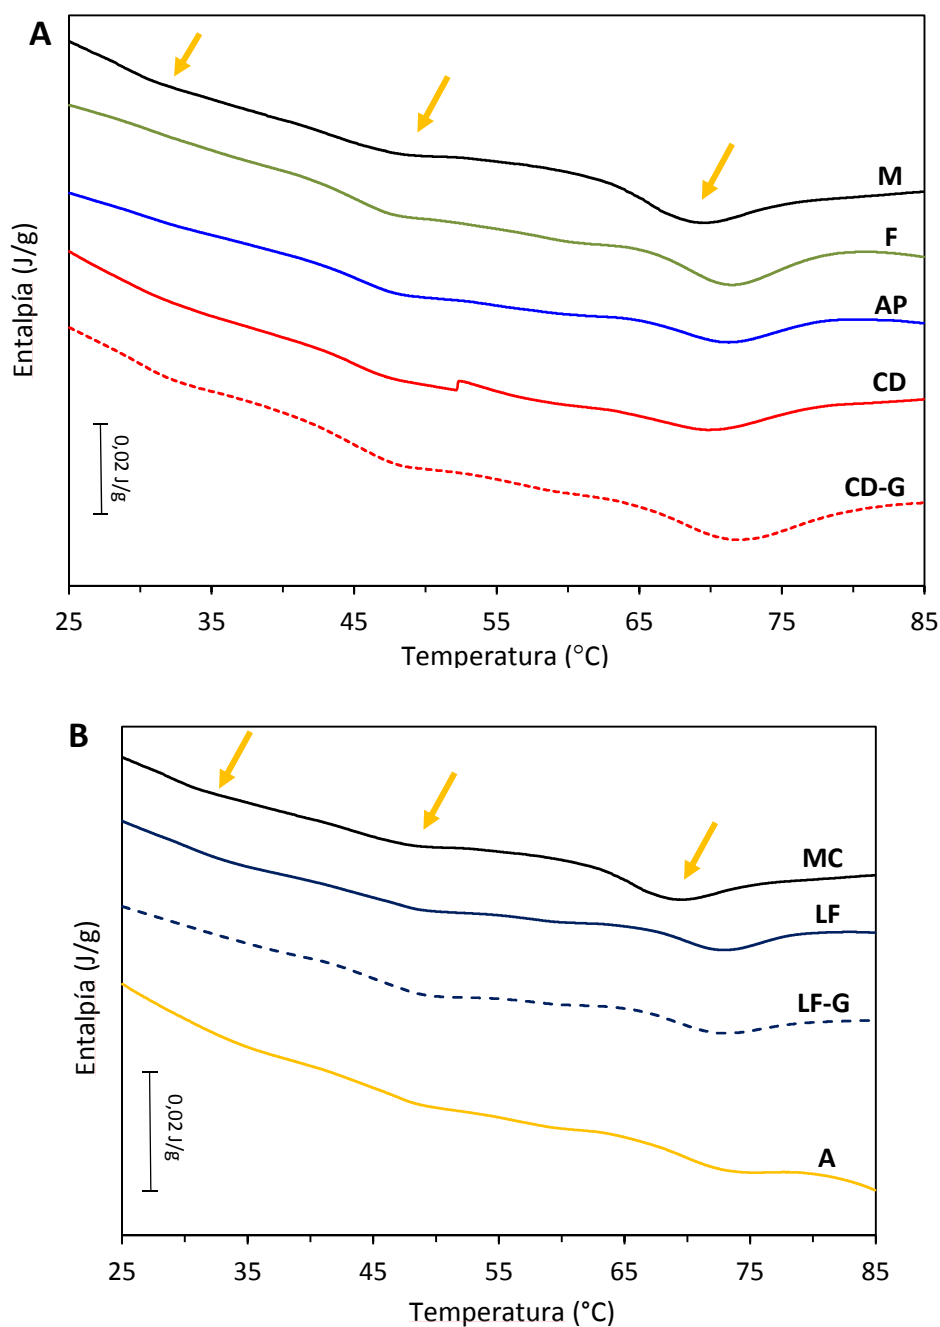 A
M
F
AP
CD
CD-G
Entalpía (J/g)
0,02 J/g
25 35 45 55 65 75 85
Temperatura (°C)
B
MC
LF
LF-G
A
Entalpía (J/g)
0,02 J/g
25 35 45 55 65 75 85
Temperatura (°C)